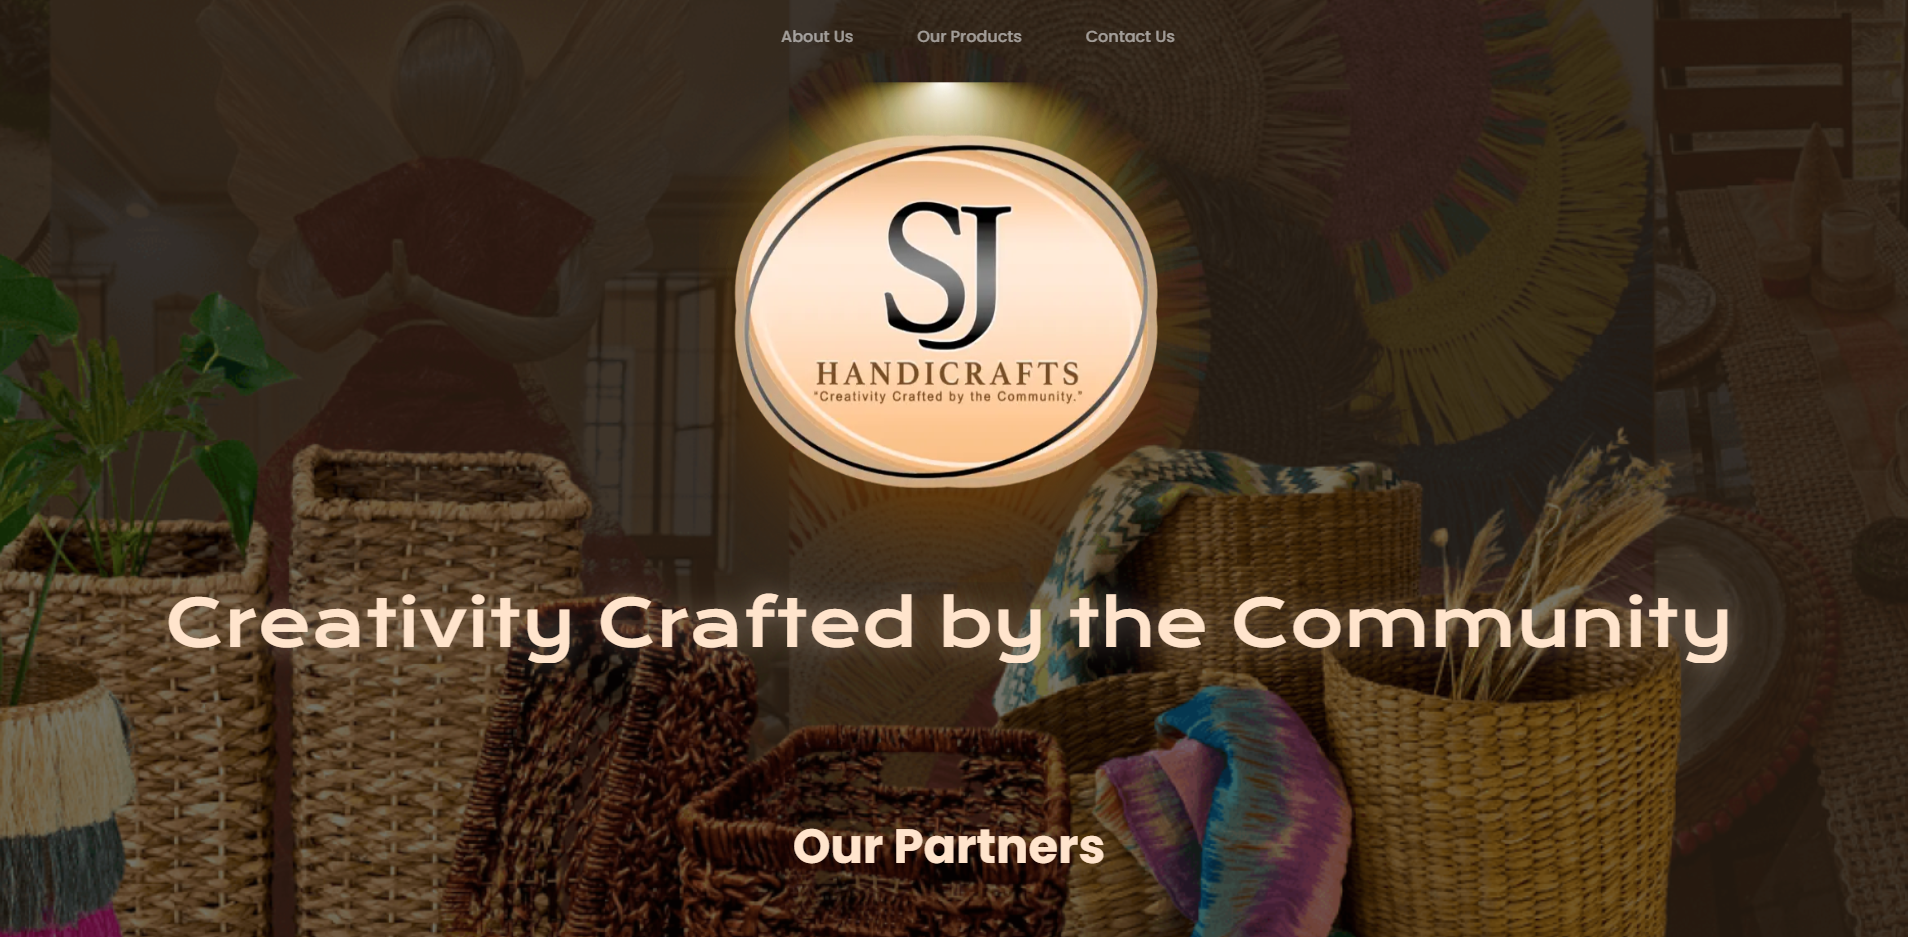 About Us Our Products Contact Us
SJ
HANDICRAFTS
"Creativity Crafted by the Community."
Creativity Crafted by the Community
Our Partners